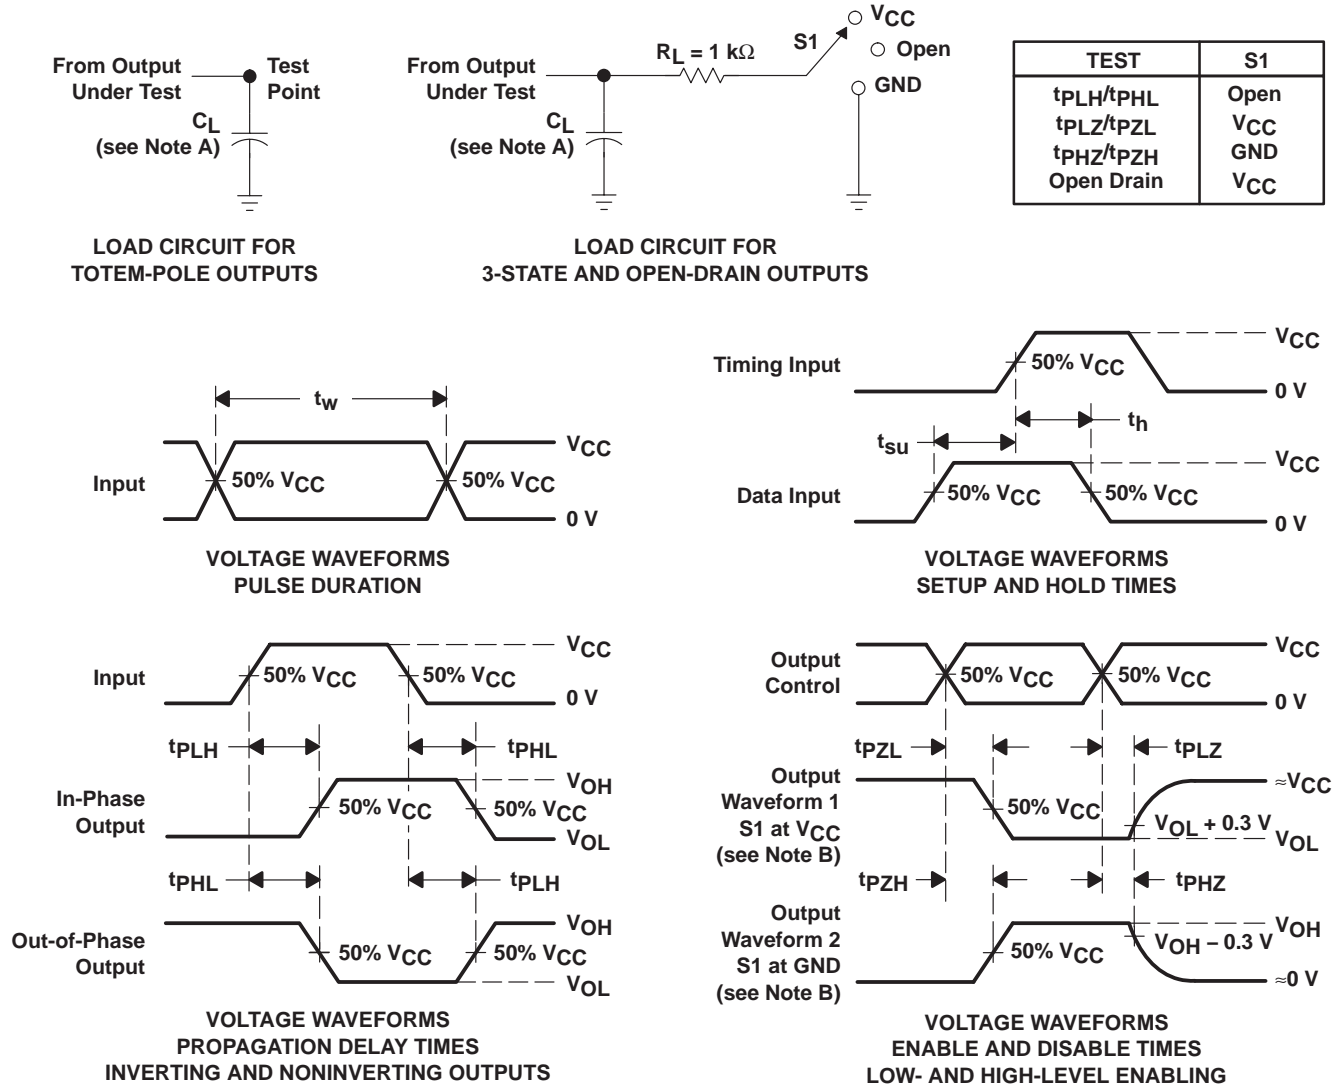 From Output
Under Test
Test
Point
CL
(see Note A)
LOAD CIRCUIT FOR
TOTEM-POLE OUTPUTS
From Output
Under Test
CL
(see Note A)
RL = 1 kΩ
S1
VCC
Open
GND
LOAD CIRCUIT FOR
3-STATE AND OPEN-DRAIN OUTPUTS
TEST S1
tPLH/tPHL Open
tPLZ/tPZL VCC
tPHZ/tPZH GND
Open Drain VCC
tw
Input
50% VCC
50% VCC
VCC
0 V
VOLTAGE WAVEFORMS
PULSE DURATION
Timing Input
50% VCC
VCC
0 V
th
tsu
Data Input
50% VCC
50% VCC
VCC
0 V
VOLTAGE WAVEFORMS
SETUP AND HOLD TIMES
Input
50% VCC
50% VCC
VCC
0 V
tPLH
tPHL
In-Phase
Output
50% VCC
50% VCC
VOH
VOL
tPHL
tPLH
Out-of-Phase
Output
50% VCC
50% VCC
VOH
VOL
VOLTAGE WAVEFORMS
PROPAGATION DELAY TIMES
INVERTING AND NONINVERTING OUTPUTS
Output
Control
50% VCC
50% VCC
VCC
0 V
tPZL
tPLZ
Output
Waveform 1
S1 at VCC
(see Note B)
50% VCC
VOL + 0.3 V
≈VCC
VOL
tPZH
tPHZ
Output
Waveform 2
S1 at GND
(see Note B)
50% VCC
VOH − 0.3 V
VOH
≈0 V
VOLTAGE WAVEFORMS
ENABLE AND DISABLE TIMES
LOW- AND HIGH-LEVEL ENABLING